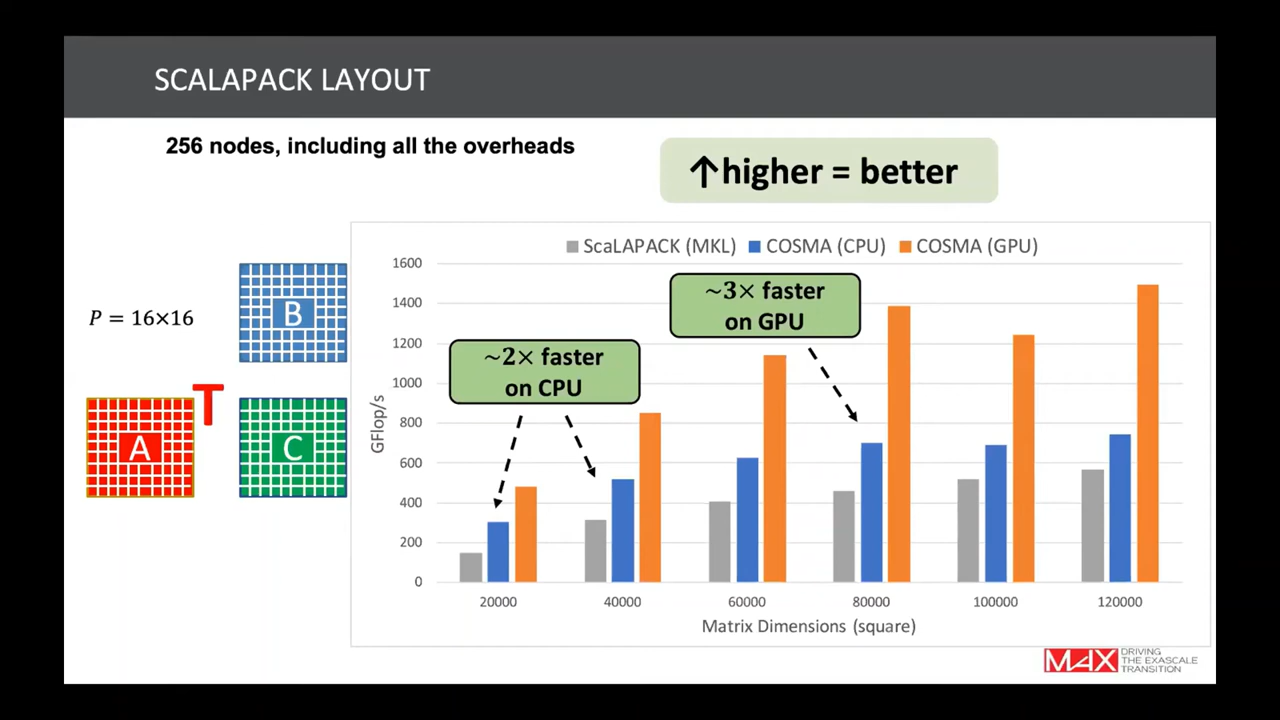 SCALAPACK LAYOUT
256 nodes, including all the overheads
↑higher = better
P = 16×16
B
A
T
C
ScaLAPACK (MKL) COSMA (CPU) COSMA (GPU)
~2× faster
on CPU
~3× faster
on GPU
GFlop/s
1600
1400
1200
1000
800
600
400
200
0
20000 40000 60000 80000 100000 120000
Matrix Dimensions (square)
MAX DRIVING
THE EXASCALE
TRANSITION